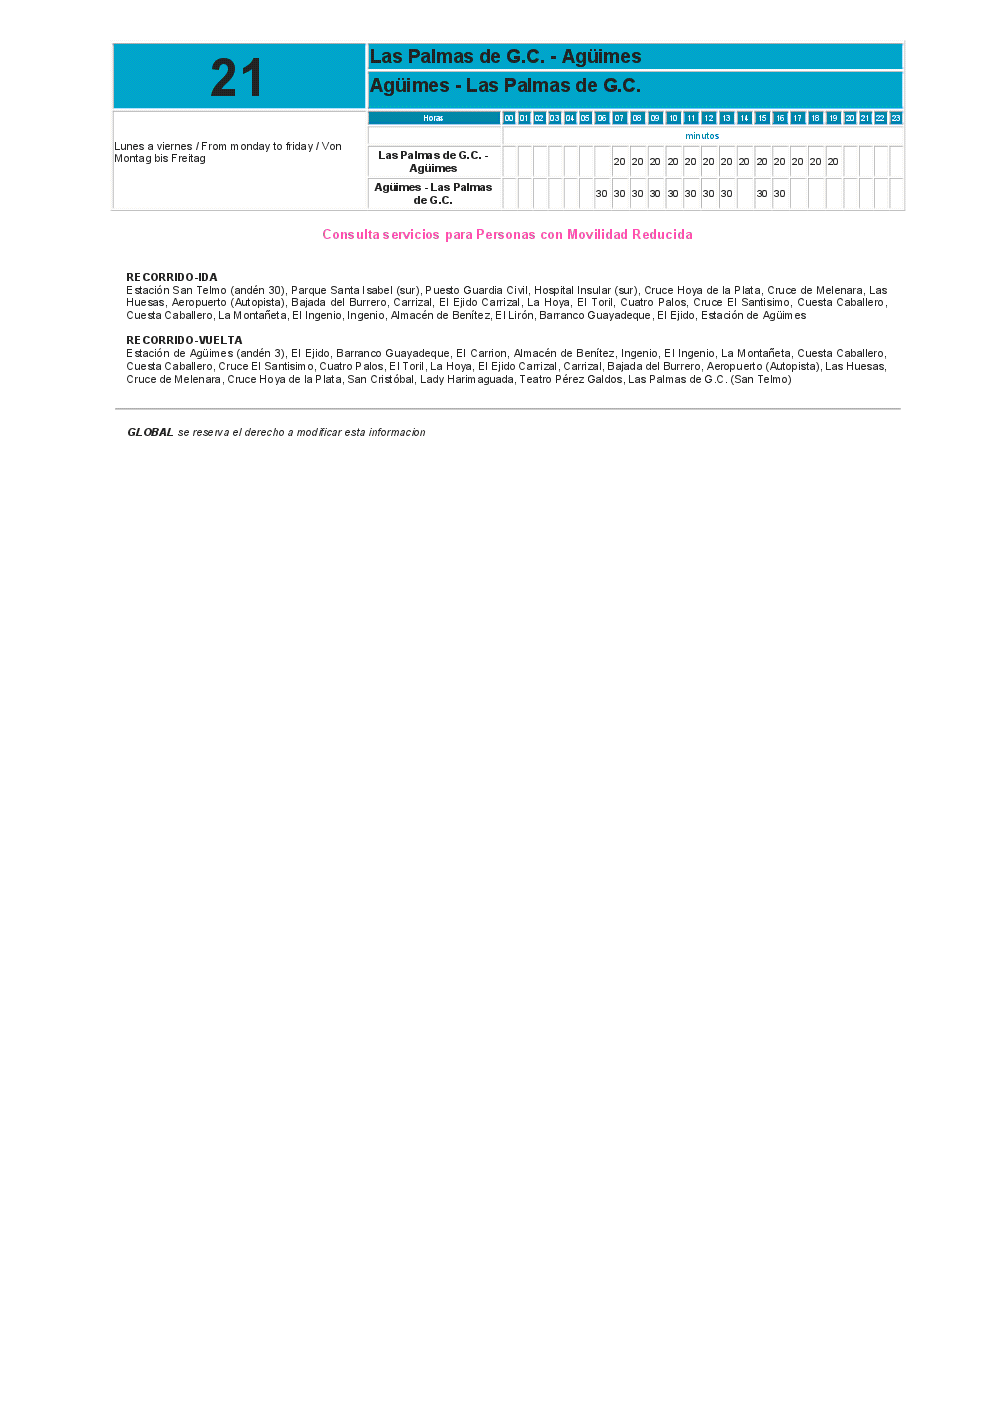 21
Las Palmas de G.C. - Agüimes
Agüimes - Las Palmas de G.C.
Lunes a viernes / From monday to friday / Von
Montag bis Freitag
Horas 00 01 02 03 04 05 06 07 08 09 10 11 12 13 14 15 16 17 18 19 20 21 22 23
minutos
Las Palmas de G.C. -
Agüimes
20 20 20 20 20 20 20 20 20 20 20 20 20
Agüimes - Las Palmas
de G.C.
30 30 30 30 30 30 30 30 30 30
Consulta servicios para Personas con Movilidad Reducida
RECORRIDO-IDA
Estación San Telmo (andén 30), Parque Santa Isabel (sur), Puesto Guardia Civil, Hospital Insular (sur), Cruce Hoya de la Plata, Cruce de Melenara, Las
Huesas, Aeropuerto (Autopista), Bajada del Burrero, Carrizal, El Ejido Carrizal, La Hoya, El Toril, Cuatro Palos, Cruce El Santisimo, Cuesta Caballero,
Cuesta Caballero, La Montañeta, El Ingenio, Ingenio, Almacén de Benítez, El Lirón, Barranco Guayadeque, El Ejido, Estación de Agüimes
RECORRIDO-VUELTA
Estación de Agüimes (andén 3), El Ejido, Barranco Guayadeque, El Carrion, Almacén de Benítez, Ingenio, El Ingenio, La Montañeta, Cuesta Caballero,
Cuesta Caballero, Cruce El Santisimo, Cuatro Palos, El Toril, La Hoya, El Ejido Carrizal, Carrizal, Bajada del Burrero, Aeropuerto (Autopista), Las Huesas,
Cruce de Melenara, Cruce Hoya de la Plata, San Cristóbal, Lady Harimaguada, Teatro Pérez Galdos, Las Palmas de G.C. (San Telmo)
GLOBAL se reserva el derecho a modificar esta informacion